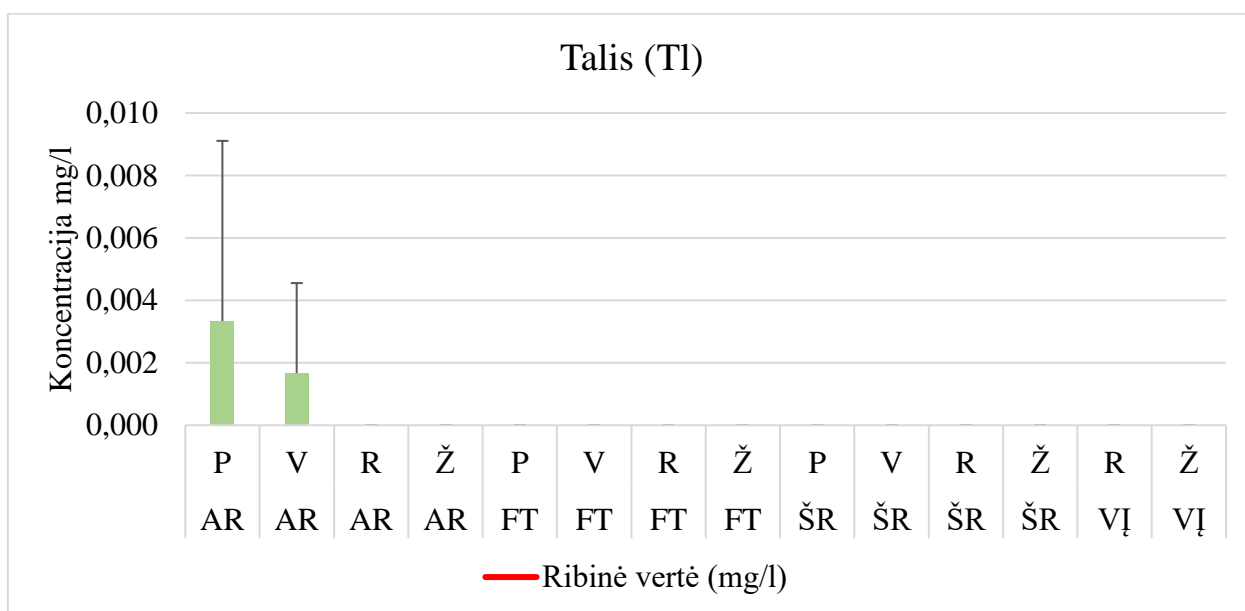 Talis (Tl)
Koncentracija mg/l
0,010
0,008
0,006
0,004
0,002
0,000
P V R Ž P V R Ž P V R Ž R Ž
AR AR AR AR FT FT FT FT ŠR ŠR ŠR ŠR VĮ VĮ
Ribinė vertė (mg/l)